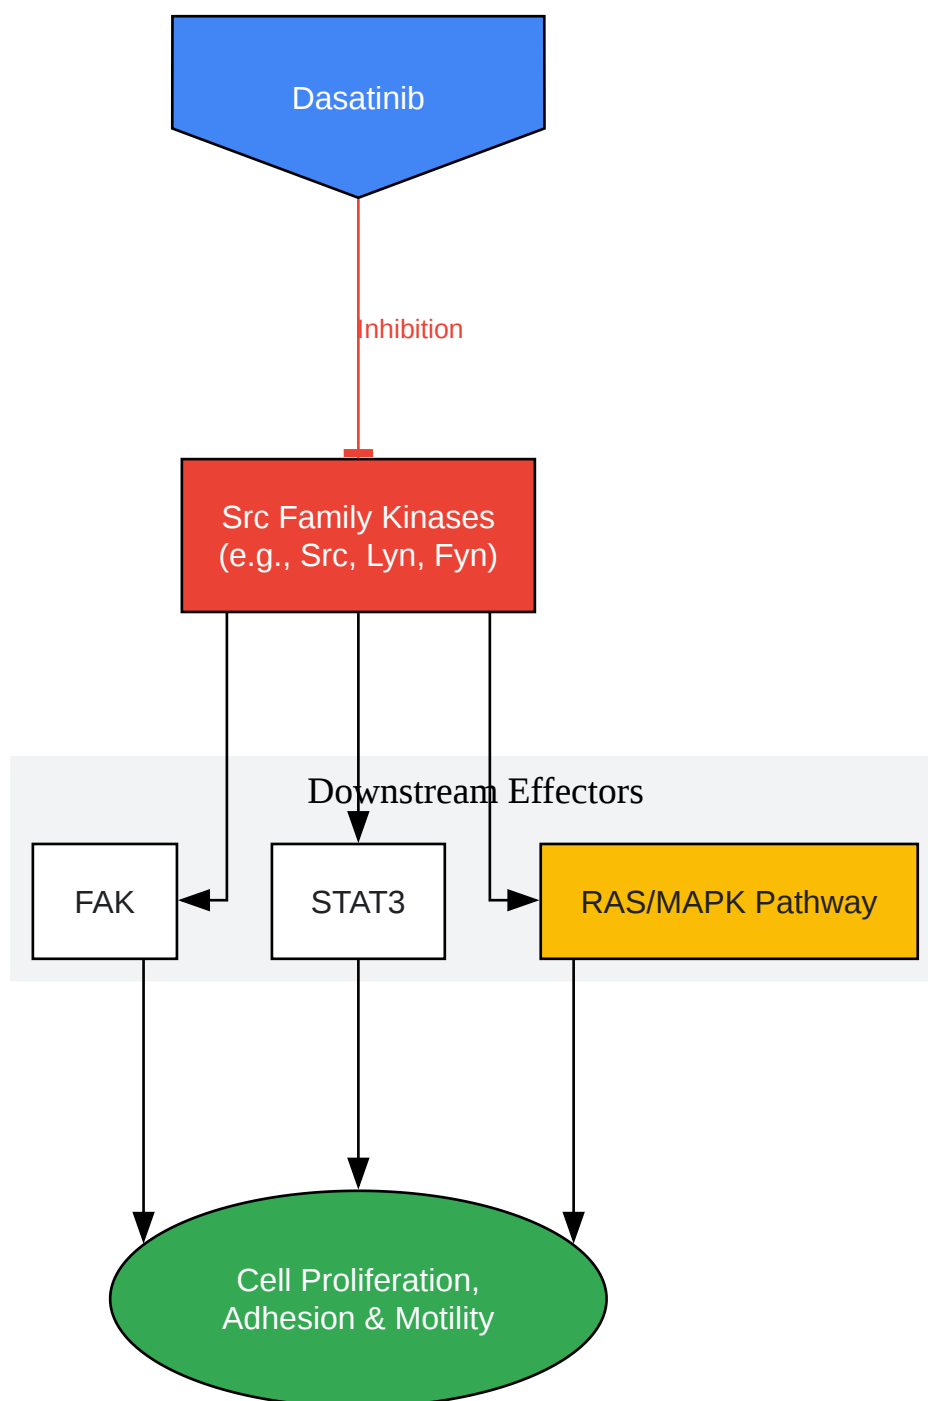 Dasatinib
Inhibition
Src Family Kinases
(e.g., Src, Lyn, Fyn)
Downstream Effectors
FAK
STAT3
RAS/MAPK Pathway
Cell Proliferation,
Adhesion & Motility